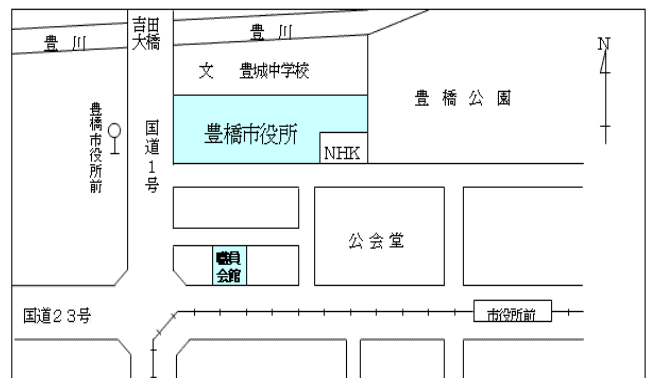 吉田
大橋
豊 川
豊 川
文 豊城中学校
豊 橋 公 園
N
豊橋市役所前
国道1号
豊橋市役所
NHK
公 会 堂
職員
会館
国道23号
市役所前